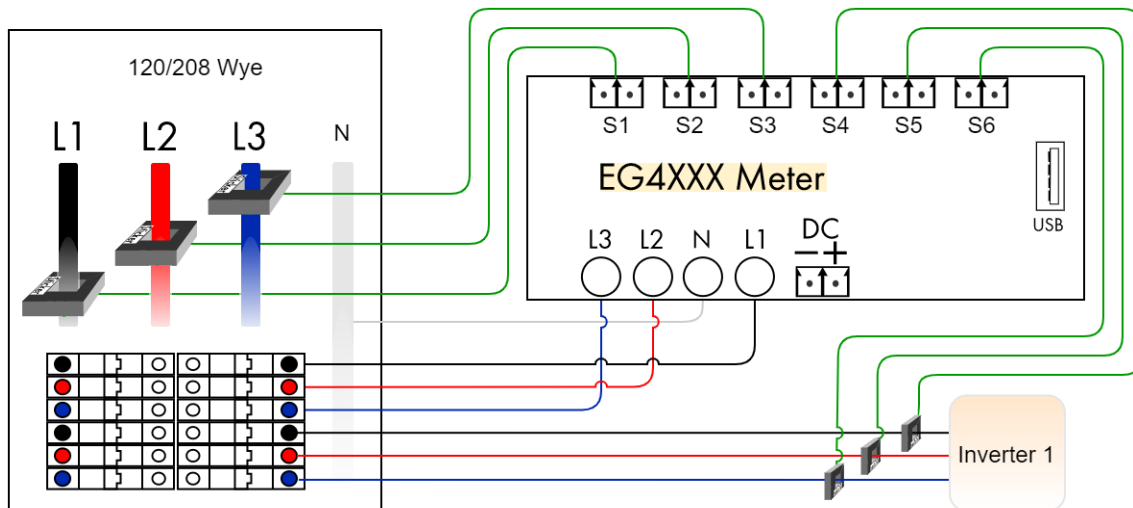 120/208 Wye
L1
L2
L3
N
S1
S2
S3
S4
S5
S6
EG4XXX Meter
USB
L3
L2
N
L1
DC
− +
Inverter 1